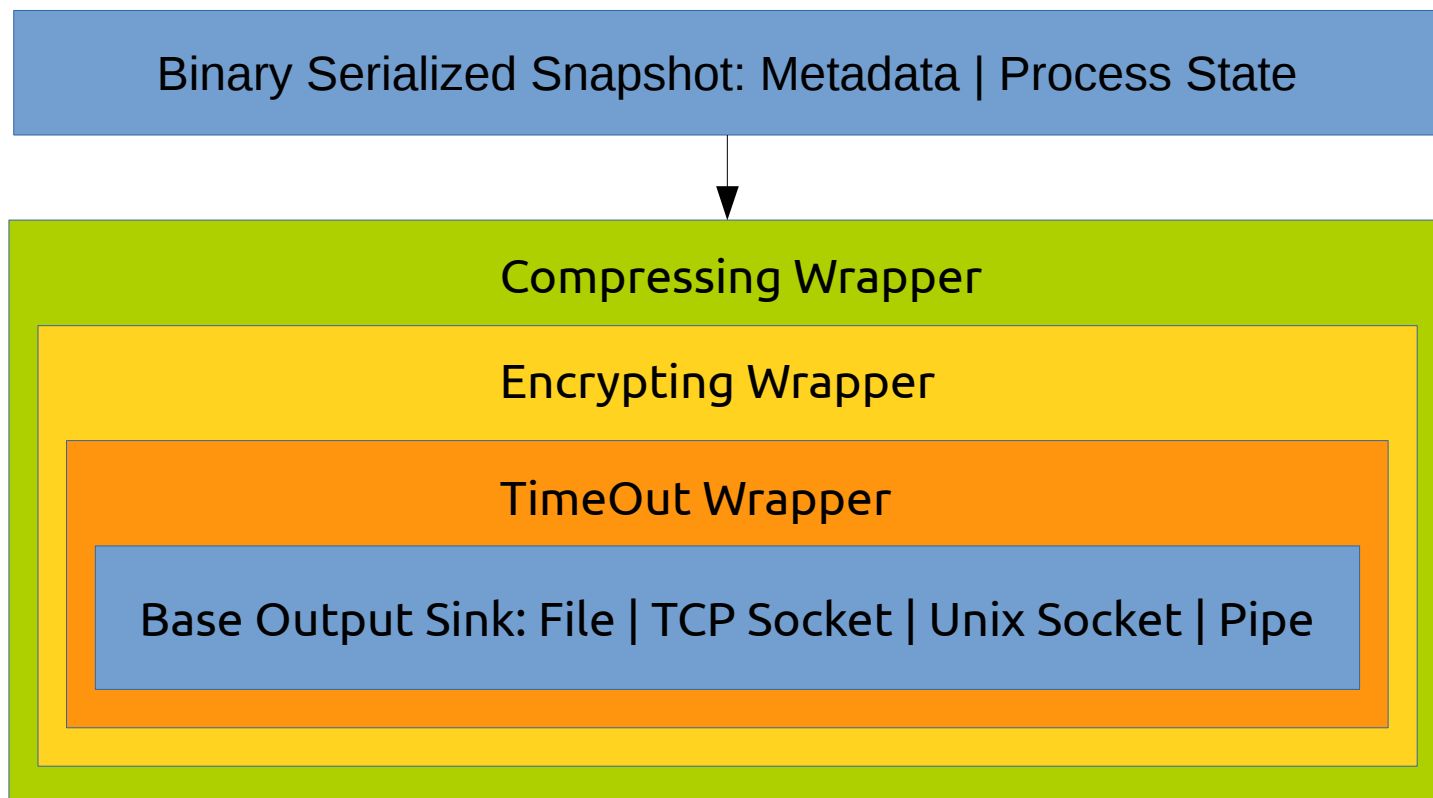 Binary Serialized Snapshot: Metadata | Process State
Compressing Wrapper
Encrypting Wrapper
TimeOut Wrapper
Base Output Sink: File | TCP Socket | Unix Socket | Pipe